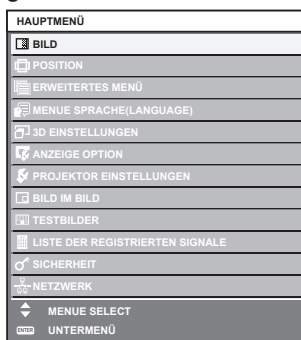 HAUPTMENÜ
BILD
POSITION
ERWEITERTES MENÜ
MENUE SPRACHE(LANGUAGE)
3D EINSTELLUNGEN
ANZEIGE OPTION
PROJEKTOR EINSTELLUNGEN
BILD IM BILD
TESTBILDER
LISTE DER REGISTRIERTEN SIGNALE
SICHERHEIT
NETZWERK
MENUE SELECT
ENTER UNTERMENÜ